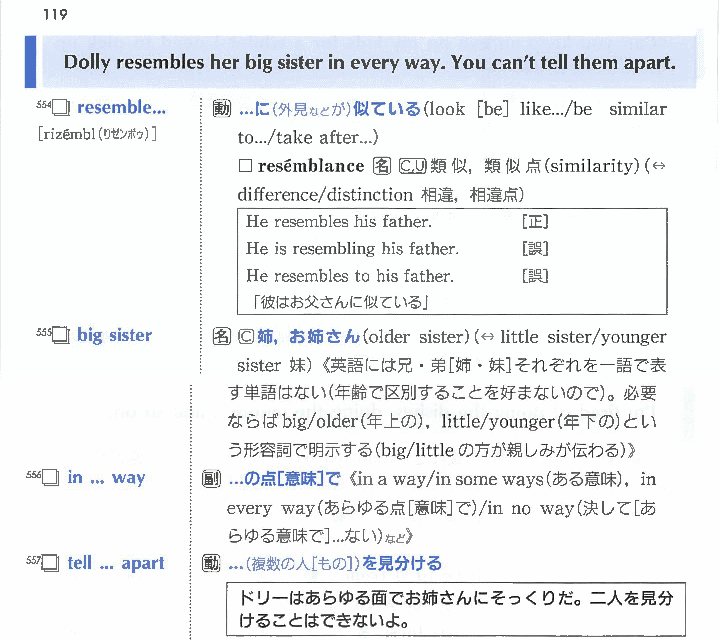 119
Dolly resembles her big sister in every way. You can't tell them apart.
554□ resemble...
[rizémbl(ゥリゼンボゥ)]
動 ...に(外見などが)似ている(look [be] like.../be similar
to.../take after...)
□ resémblance 名 C,U 類似，類似点(similarity)(↔
difference/distinction 相違，相違点)
He resembles his father. [正]
He is resembling his father. [誤]
He resembles to his father. [誤]
「彼はお父さんに似ている」
555□ big sister
名 C 姉，お姉さん(older sister)(↔ little sister/younger
sister 妹)《英語には兄・弟[姉・妹]それぞれを一語で表
す単語はない(年齢で区別することを好まないので)。必要
ならばbig/older(年上の)，little/younger(年下の)とい
う形容詞で明示する(big/littleの方が親しみが伝わる)》
556□ in ... way
副 ...の点[意味]で《in a way/in some ways(ある意味)，in
every way(あらゆる点[意味]で)/in no way(決して[あ
らゆる意味で]...ない)など》
557□ tell ... apart
動 ...(複数の人[もの])を見分ける
ドリーはあらゆる面でお姉さんにそっくりだ。二人を見分
けることはできないよ。